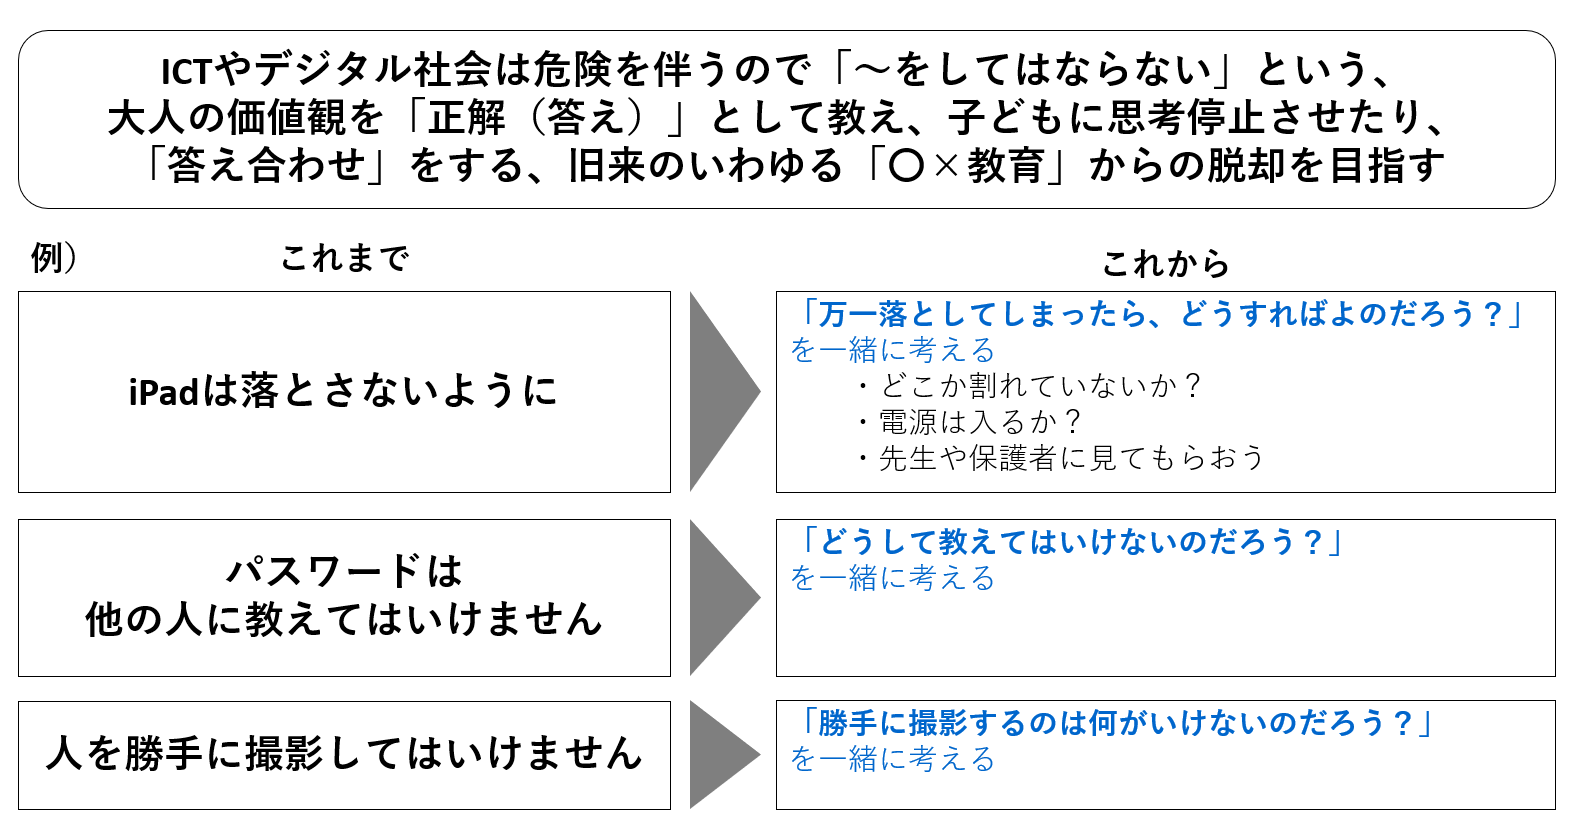 ICTやデジタル社会は危険を伴うので「～をしてはならない」という、
大人の価値観を「正解（答え）」として教え、子どもに思考停止させたり、
「答え合わせ」をする、旧来のいわゆる「〇×教育」からの脱却を目指す
例）
これまで
これから
iPadは落とさないように
「万一落としてしまったら、どうすればよのだろう？」
を一緒に考える
・どこか割れていないか？
・電源は入るか？
・先生や保護者に見てもらおう
パスワードは
他の人に教えてはいけません
「どうして教えてはいけないのだろう？」
を一緒に考える
人を勝手に撮影してはいけません
「勝手に撮影するのは何がいけないのだろう？」
を一緒に考える